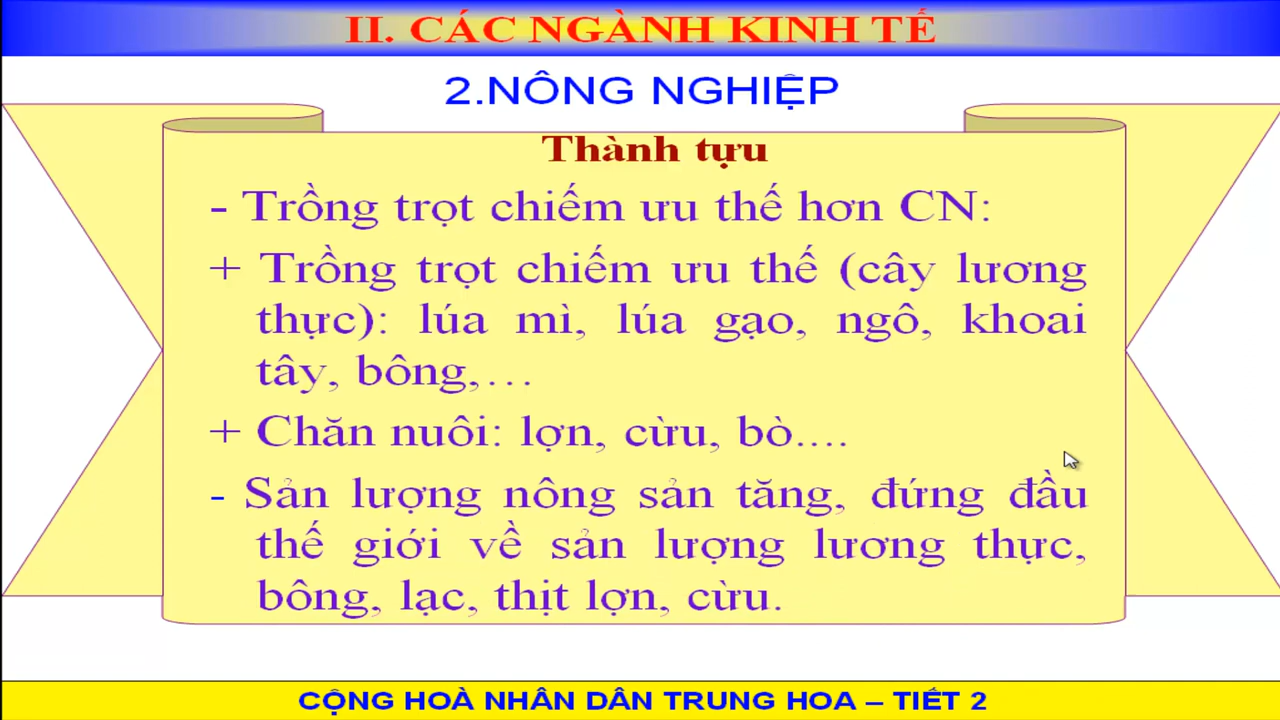 II. CÁC NGÀNH KINH TẾ
2.NÔNG NGHIỆP
Thành tựu
- Trồng trọt chiếm ưu thế hơn CN:
+ Trồng trọt chiếm ưu thế (cây lương
thực): lúa mì, lúa gạo, ngô, khoai
tây, bông,…
+ Chăn nuôi: lợn, cừu, bò....
- Sản lượng nông sản tăng, đứng đầu
thế giới về sản lượng lương thực,
bông, lạc, thịt lợn, cừu.
CỘNG HOÀ NHÂN DÂN TRUNG HOA – TIẾT 2